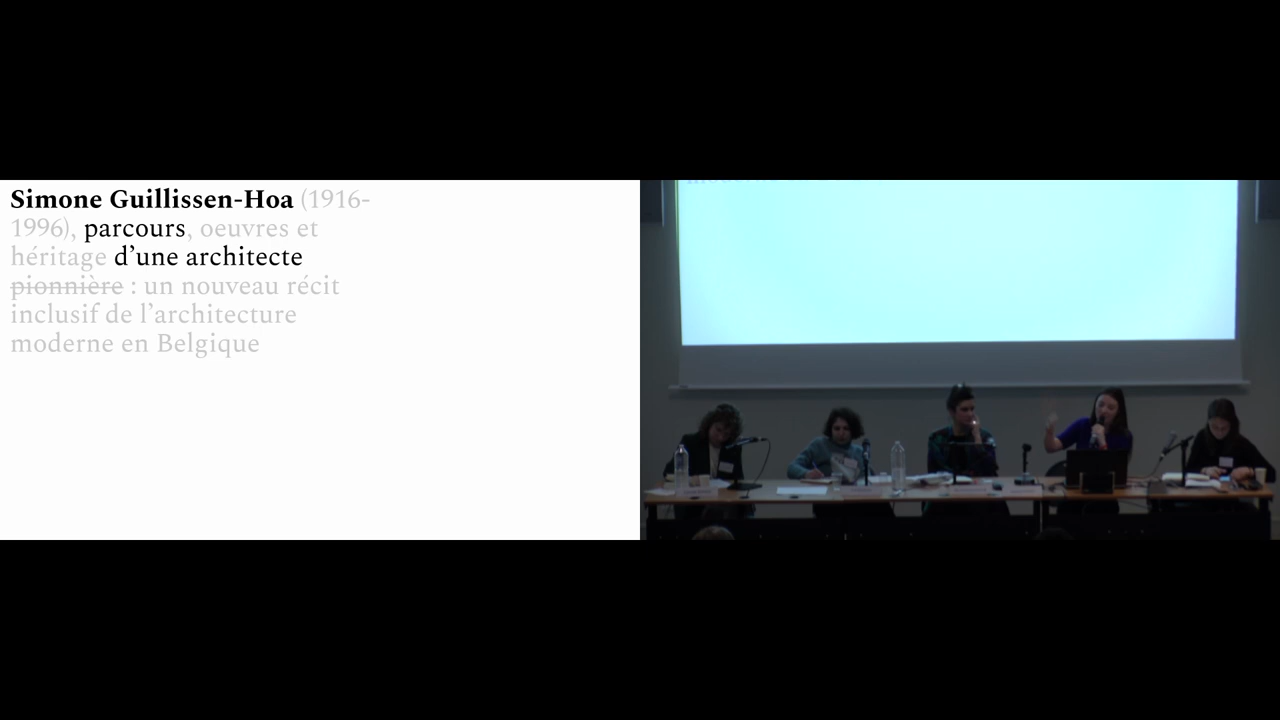 Simone Guillissen-Hoa (1916-
1996), parcours, oeuvres et
héritage d’une architecte
pionnière : un nouveau récit
inclusif de l’architecture
moderne en Belgique